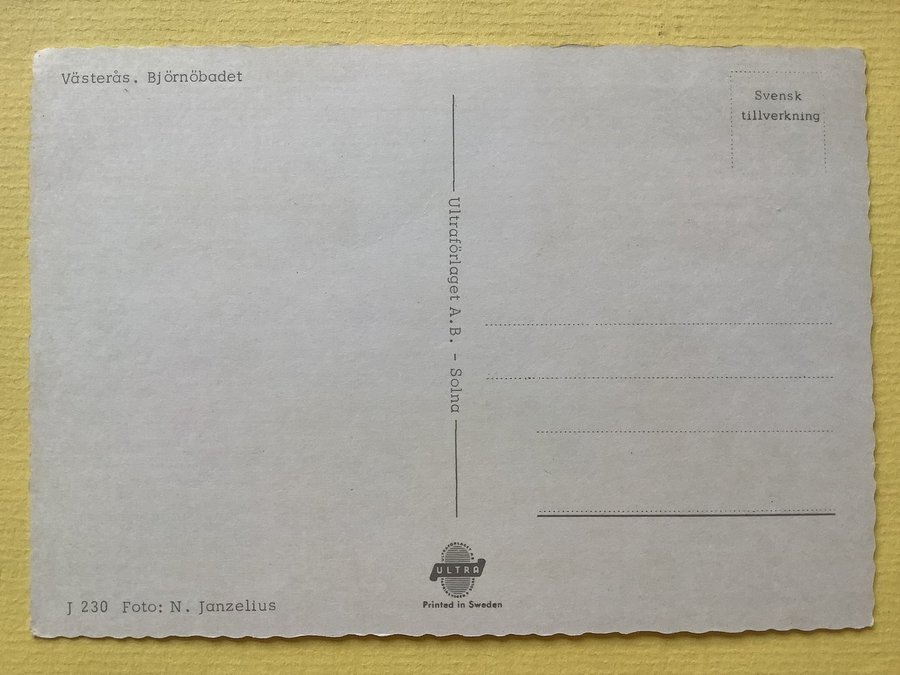 Västerås. Björnöbadet
Svensk
tillverkning
Ultraförlaget A.B. - Solna
ULTRA
Printed in Sweden
J 230 Foto: N. Janzelius